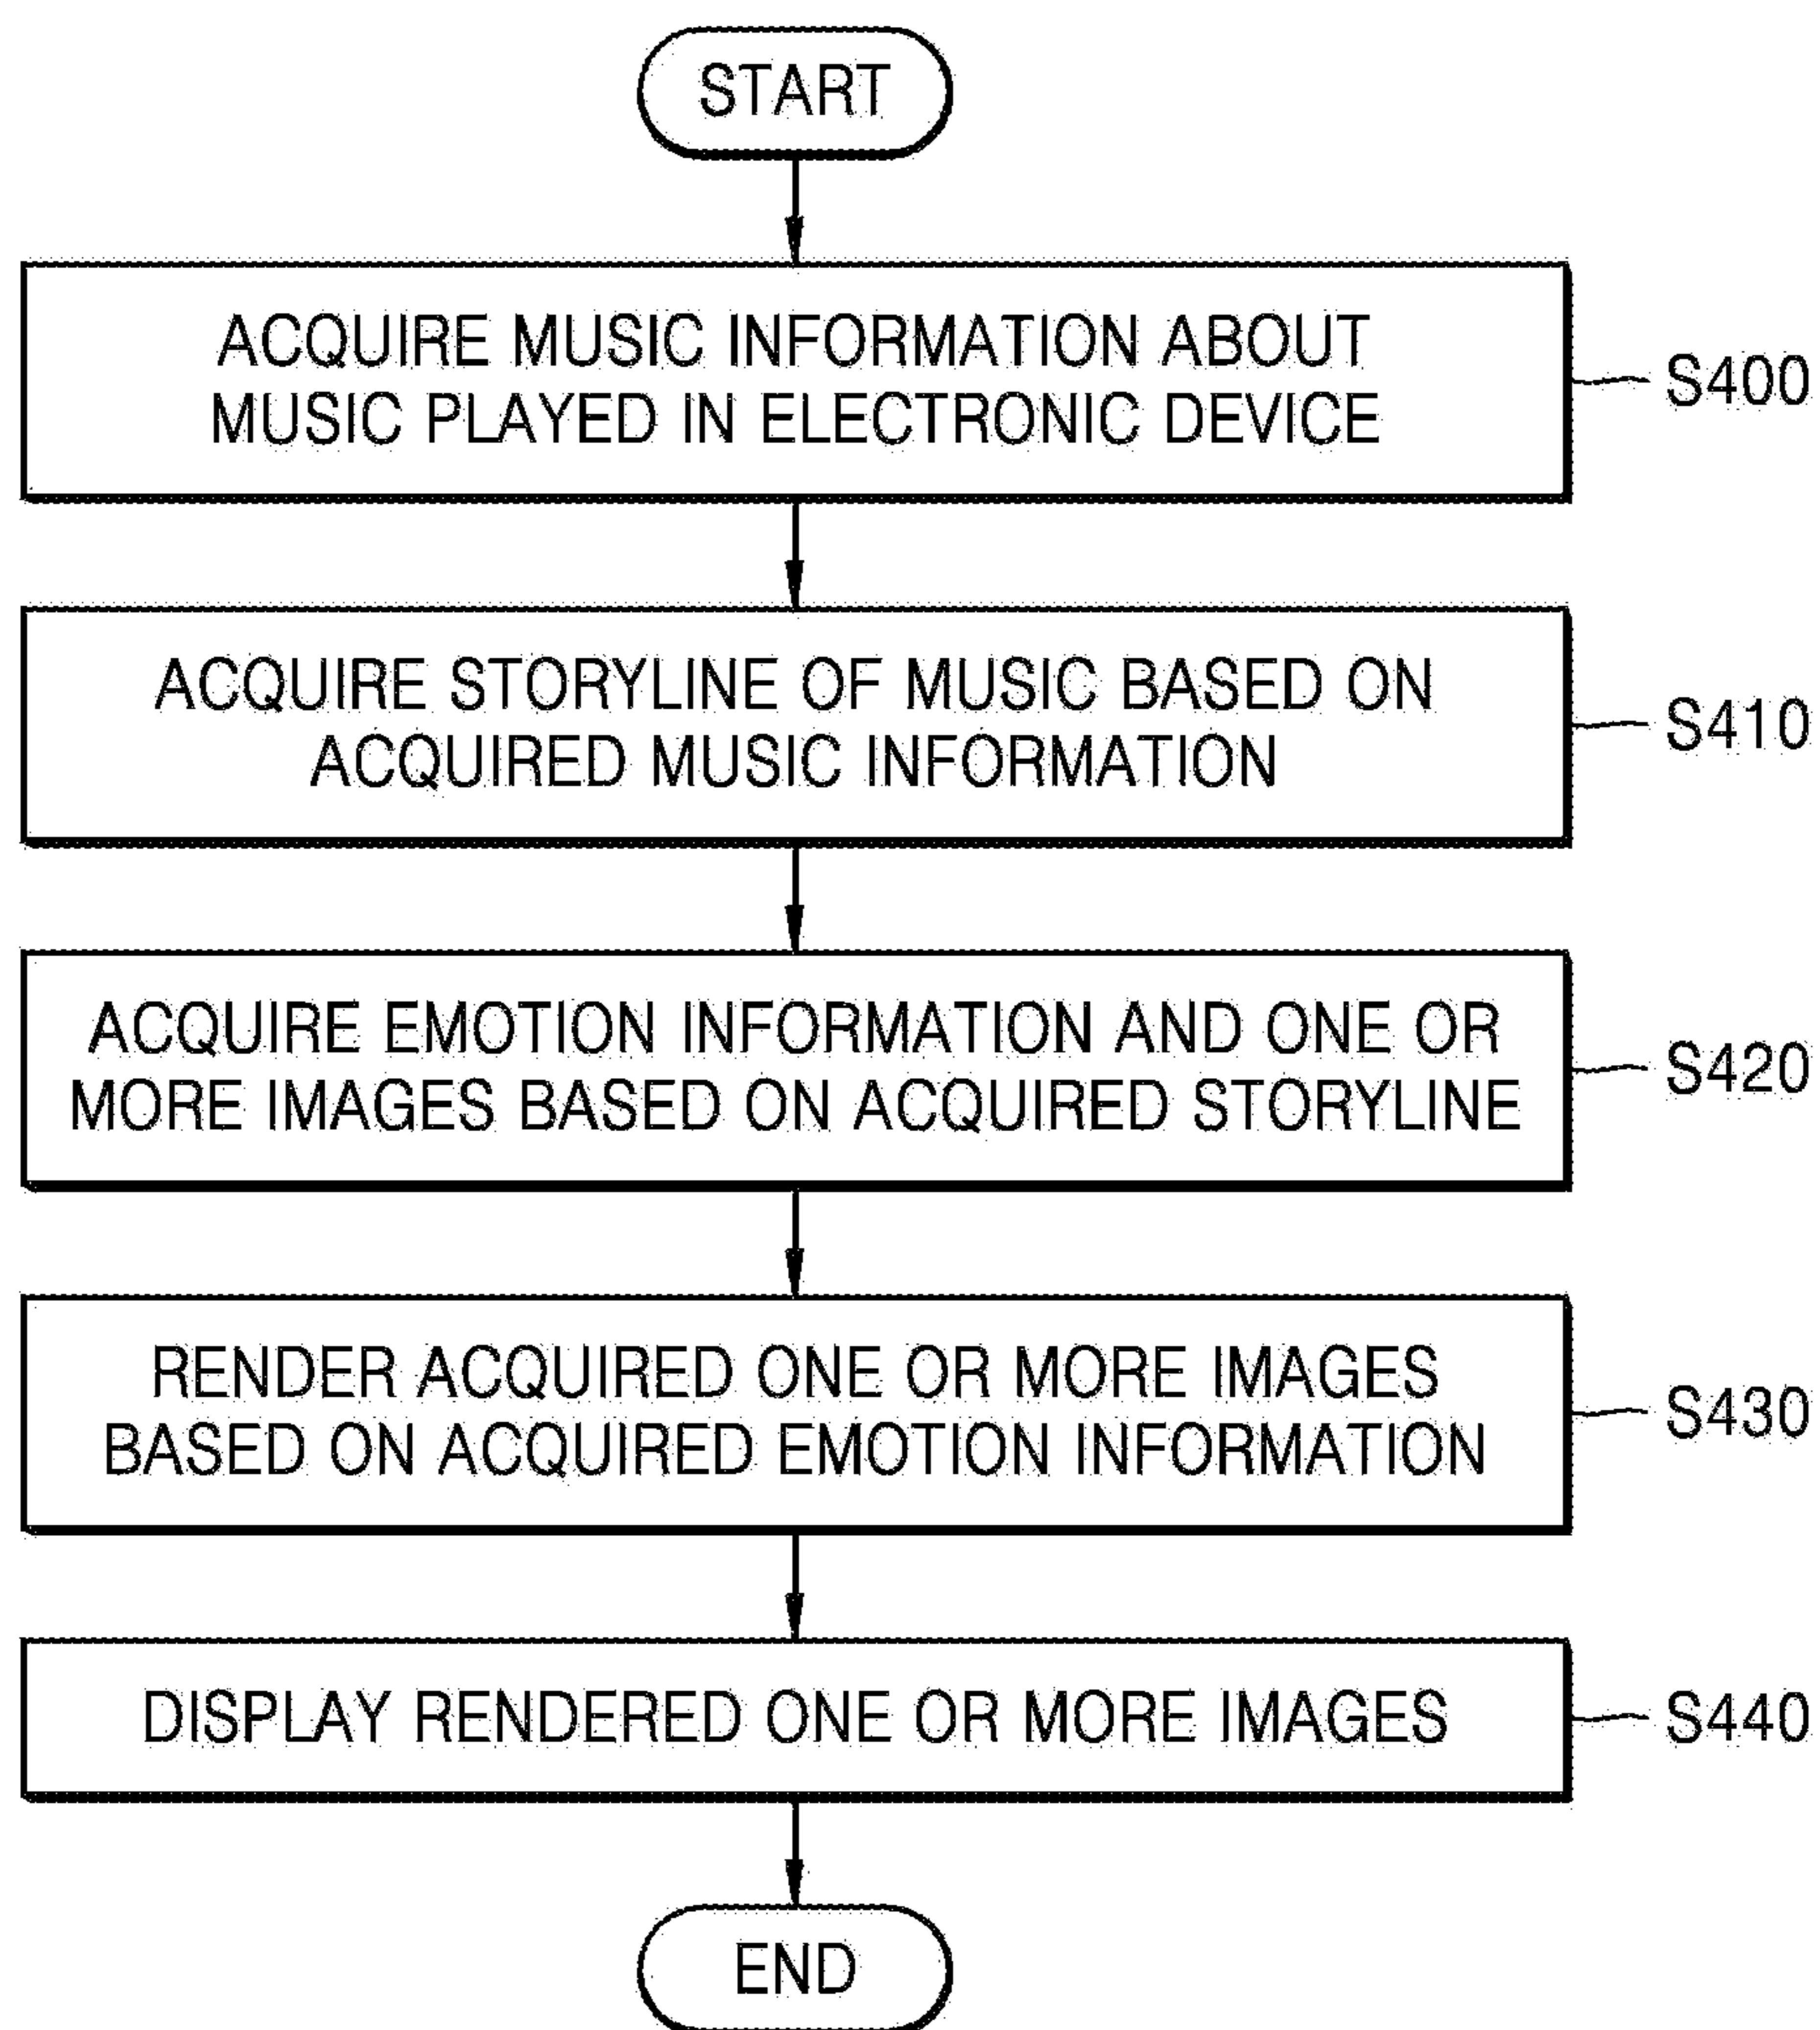 START
ACQUIRE MUSIC INFORMATION ABOUT
MUSIC PLAYED IN ELECTRONIC DEVICE
S400
ACQUIRE STORYLINE OF MUSIC BASED ON
ACQUIRED MUSIC INFORMATION
S410
ACQUIRE EMOTION INFORMATION AND ONE OR
MORE IMAGES BASED ON ACQUIRED STORYLINE
S420
RENDER ACQUIRED ONE OR MORE IMAGES
BASED ON ACQUIRED EMOTION INFORMATION
S430
DISPLAY RENDERED ONE OR MORE IMAGES
S440
END